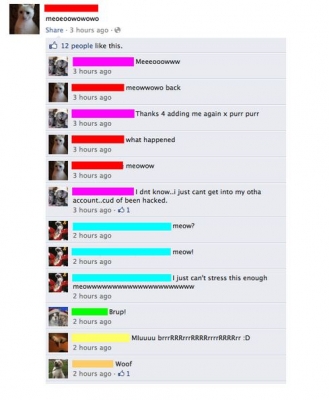 meoeoowowowo
Share · 3 hours ago ·
12 people like this.
Meeeooowww
3 hours ago
meowwowo back
3 hours ago
Thanks 4 adding me again x purr purr
3 hours ago
what happened
3 hours ago
meowow
3 hours ago
I dnt know..i just cant get into my otha
account..cud of been hacked.
3 hours ago · 1
meow?
2 hours ago
meow!
2 hours ago
I just can't stress this enough
meowwwwwwwwwwwwwwwwwwww
2 hours ago
Brup!
2 hours ago
Mluuuu brrrRRRrrrRRRRrrrrRRRRrr :D
2 hours ago
Woof
2 hours ago · 1